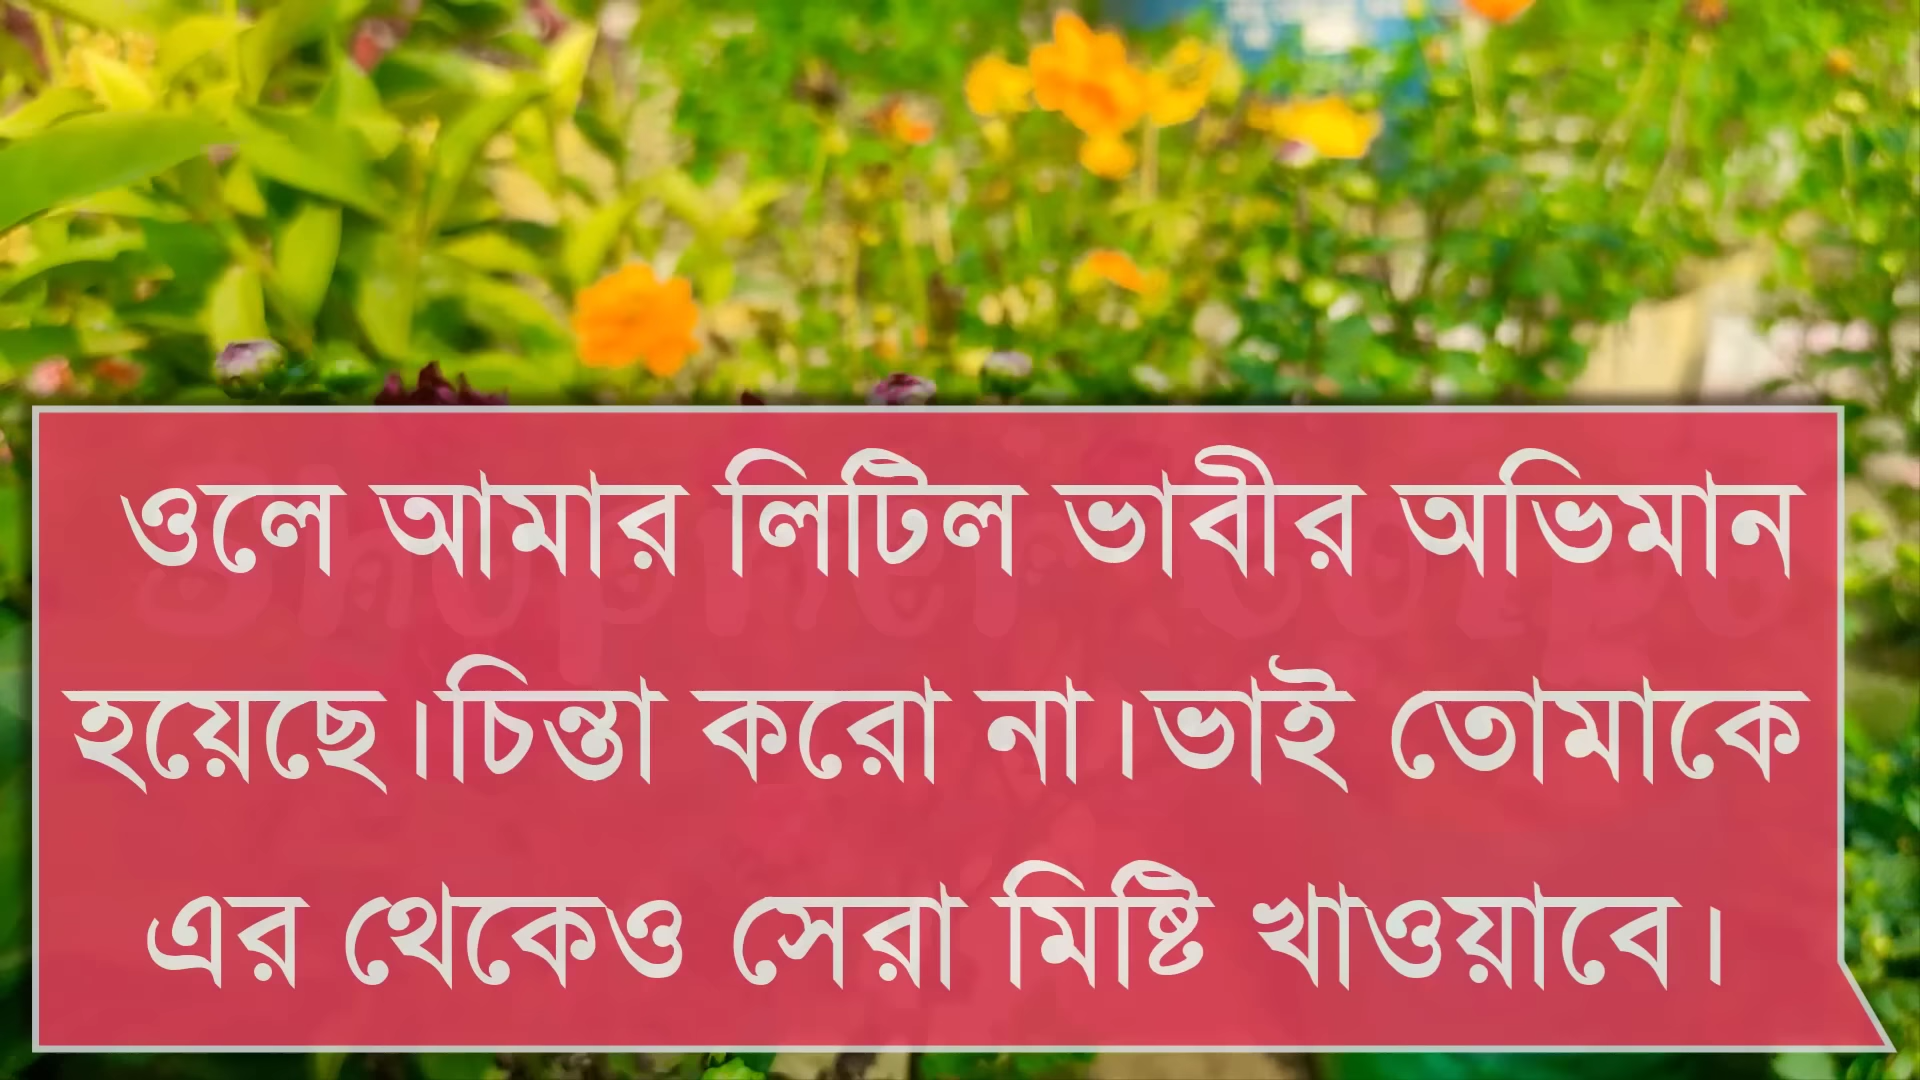 ওলে আমার লিটিল ভাবীর অভিমান
হয়েছে।চিন্তা করো না।ভাই তোমাকে
এর থেকেও সেরা মিষ্টি খাওয়াবে।